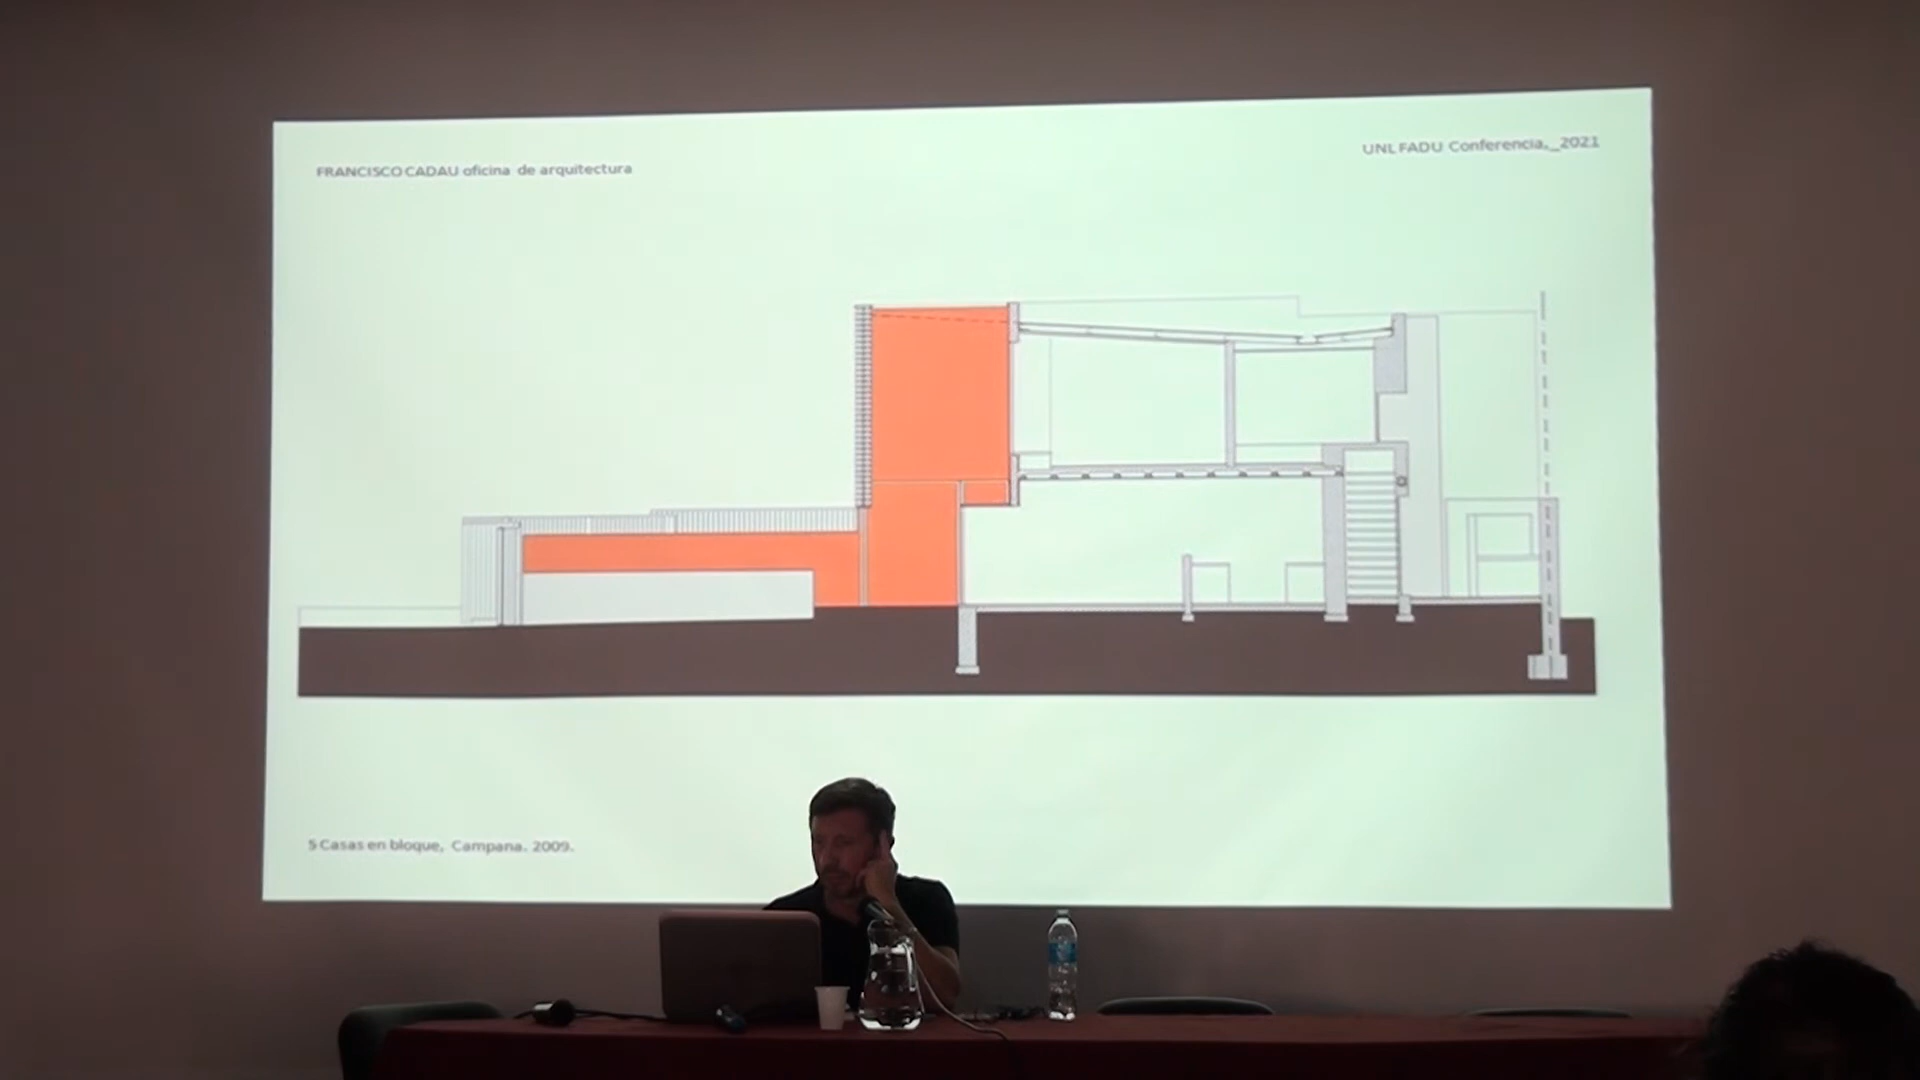 FRANCISCO CADAU oficina de arquitectura
UNL FADU Conferencia,_2021
5 Casas en bloque, Campana. 2009.